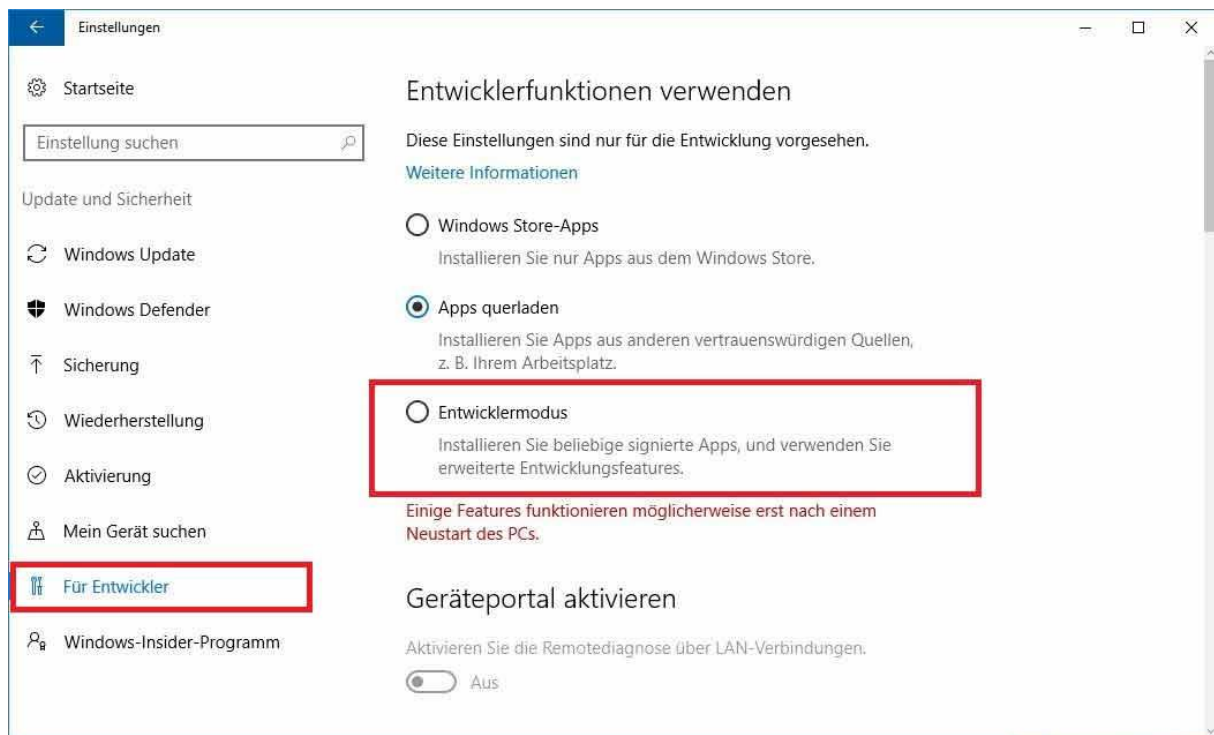 Einstellungen
Startseite
Einstellung suchen
Update und Sicherheit
Windows Update
Windows Defender
Sicherung
Wiederherstellung
Aktivierung
Mein Gerät suchen
Für Entwickler
Windows-Insider-Programm
Entwicklerfunktionen verwenden
Diese Einstellungen sind nur für die Entwicklung vorgesehen.
Weitere Informationen
Windows Store-Apps
Installieren Sie nur Apps aus dem Windows Store.
Apps querladen
Installieren Sie Apps aus anderen vertrauenswürdigen Quellen,
z. B. Ihrem Arbeitsplatz.
Entwicklermodus
Installieren Sie beliebige signierte Apps, und verwenden Sie
erweiterte Entwicklungsfeatures.
Einige Features funktionieren möglicherweise erst nach einem
Neustart des PCs.
Geräteportal aktivieren
Aktivieren Sie die Remotediagnose über LAN-Verbindungen.
Aus